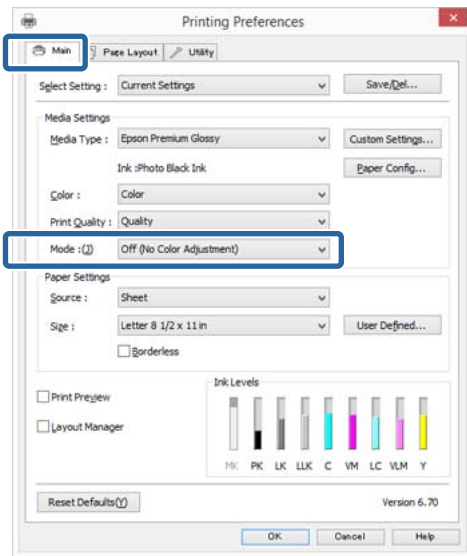 Printing Preferences
Main Page Layout Utility
Select Setting : Current Settings Save/Del...
Media Settings
Media Type : Epson Premium Glossy Custom Settings...
Ink :Photo Black Ink Paper Config...
Color : Color
Print Quality : Quality
Mode :(J) Off (No Color Adjustment)
Paper Settings
Source : Sheet
Size : Letter 8 1/2 x 11 in User Defined...
Borderless
Ink Levels
Print Preview
Layout Manager
MK PK LK LLK C VM LC VLM Y
Reset Defaults(Y) Version 6.70
OK Cancel Help